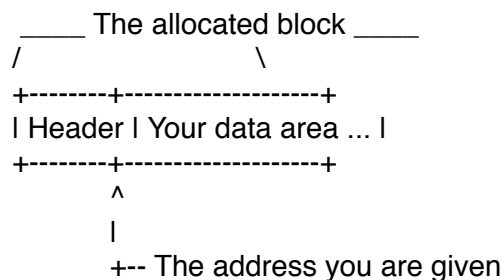 ____ The allocated block ____
/ \
+--------+--------------------+
| Header | Your data area ... |
+--------+--------------------+
^
|
+-- The address you are given